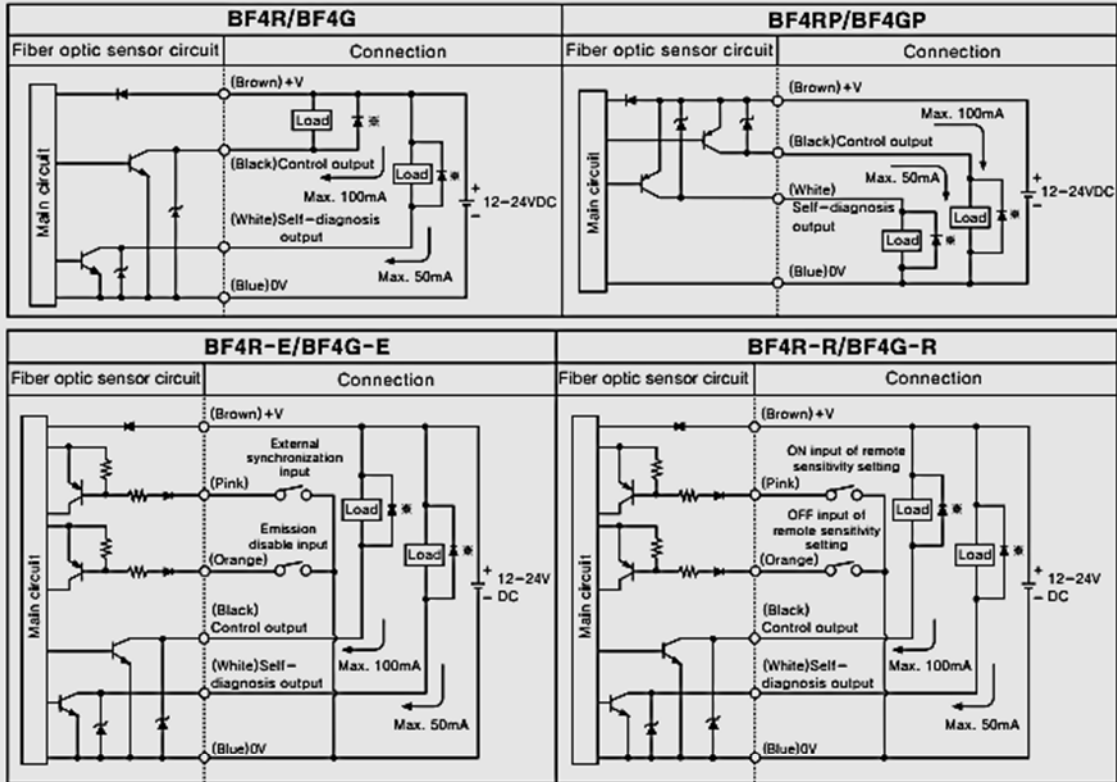 BF4R/BF4G
Fiber optic sensor circuit
Connection
Main circuit
(Brown)+V
Load
※
(Black)Control output
Max. 100mA
Load
※
(White)Self-diagnosis
output
Max. 50mA
(Blue)0V
+
12-24VDC
-
BF4RP/BF4GP
Fiber optic sensor circuit
Connection
Main circuit
(Brown)+V
Max. 100mA
(Black)Control output
Max. 50mA
(White)
Self-diagnosis
output
Load
※
Load
※
(Blue)0V
+
12-24VDC
-
BF4R-E/BF4G-E
Fiber optic sensor circuit
Connection
Main circuit
(Brown)+V
External
synchronization
input
(Pink)
Load
※
Emission
disable input
(Orange)
Load
※
(Black)
Control output
Max. 100mA
(White)Self-
diagnosis output
Max. 50mA
(Blue)0V
+ 12-24V
- DC
BF4R-R/BF4G-R
Fiber optic sensor circuit
Connection
Main circuit
(Brown)+V
ON input of remote
sensitivity setting
(Pink)
Load
※
OFF input of
remote sensitivity
setting
(Orange)
Load
※
(Black)
Control output
Max. 100mA
(White)Self-
diagnosis output
Max. 50mA
(Blue)0V
+ 12-24V
- DC